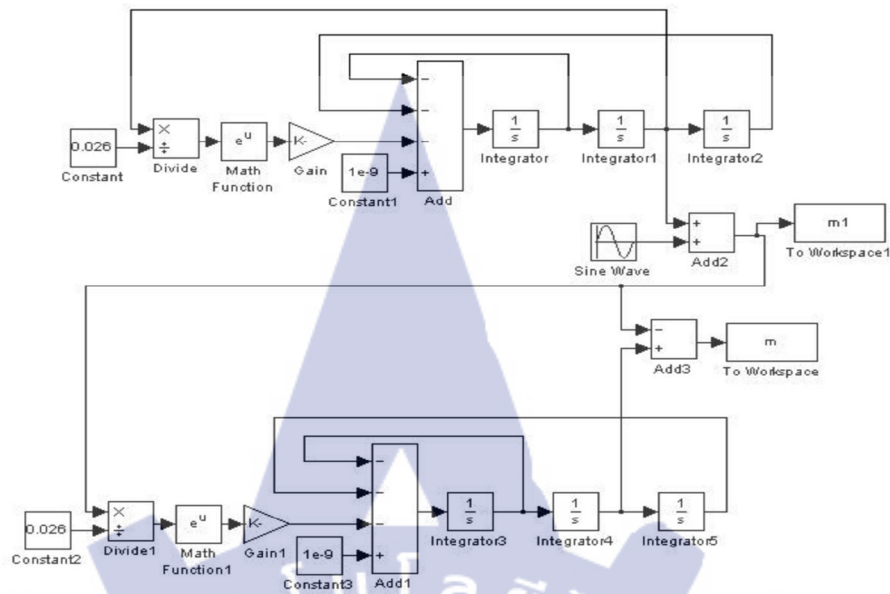 0.026
Constant
×
÷
Divide
e^u
Math
Function
K-
Gain
1e-9
Constant1
−
−
−
+
Add
1
s
Integrator
1
s
Integrator1
1
s
Integrator2
Sine Wave
+
+
Add2
m1
To Workspace1
−
+
Add3
m
To Workspace
0.026
Constant2
×
÷
Divide1
e^u
Math
Function1
K-
Gain1
1e-9
Constant3
−
−
−
+
Add1
1
s
Integrator3
1
s
Integrator4
1
s
Integrator5